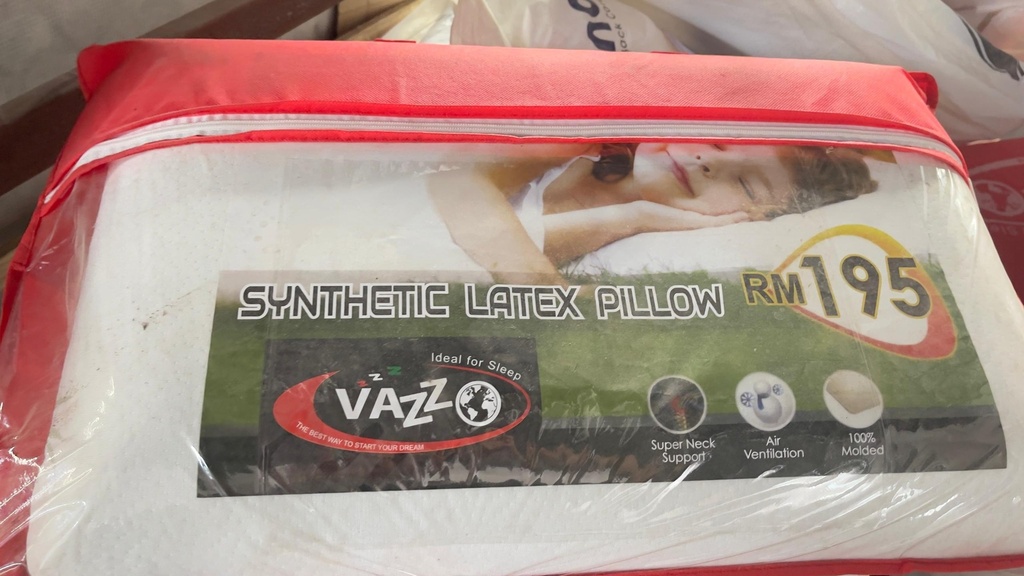 SYNTHETIC LATEX PILLOW
RM195
Ideal for Sleep
z z z
VAZZO
THE BEST WAY TO START YOUR DREAM
Super Neck
Support
Air
Ventilation
100%
Molded